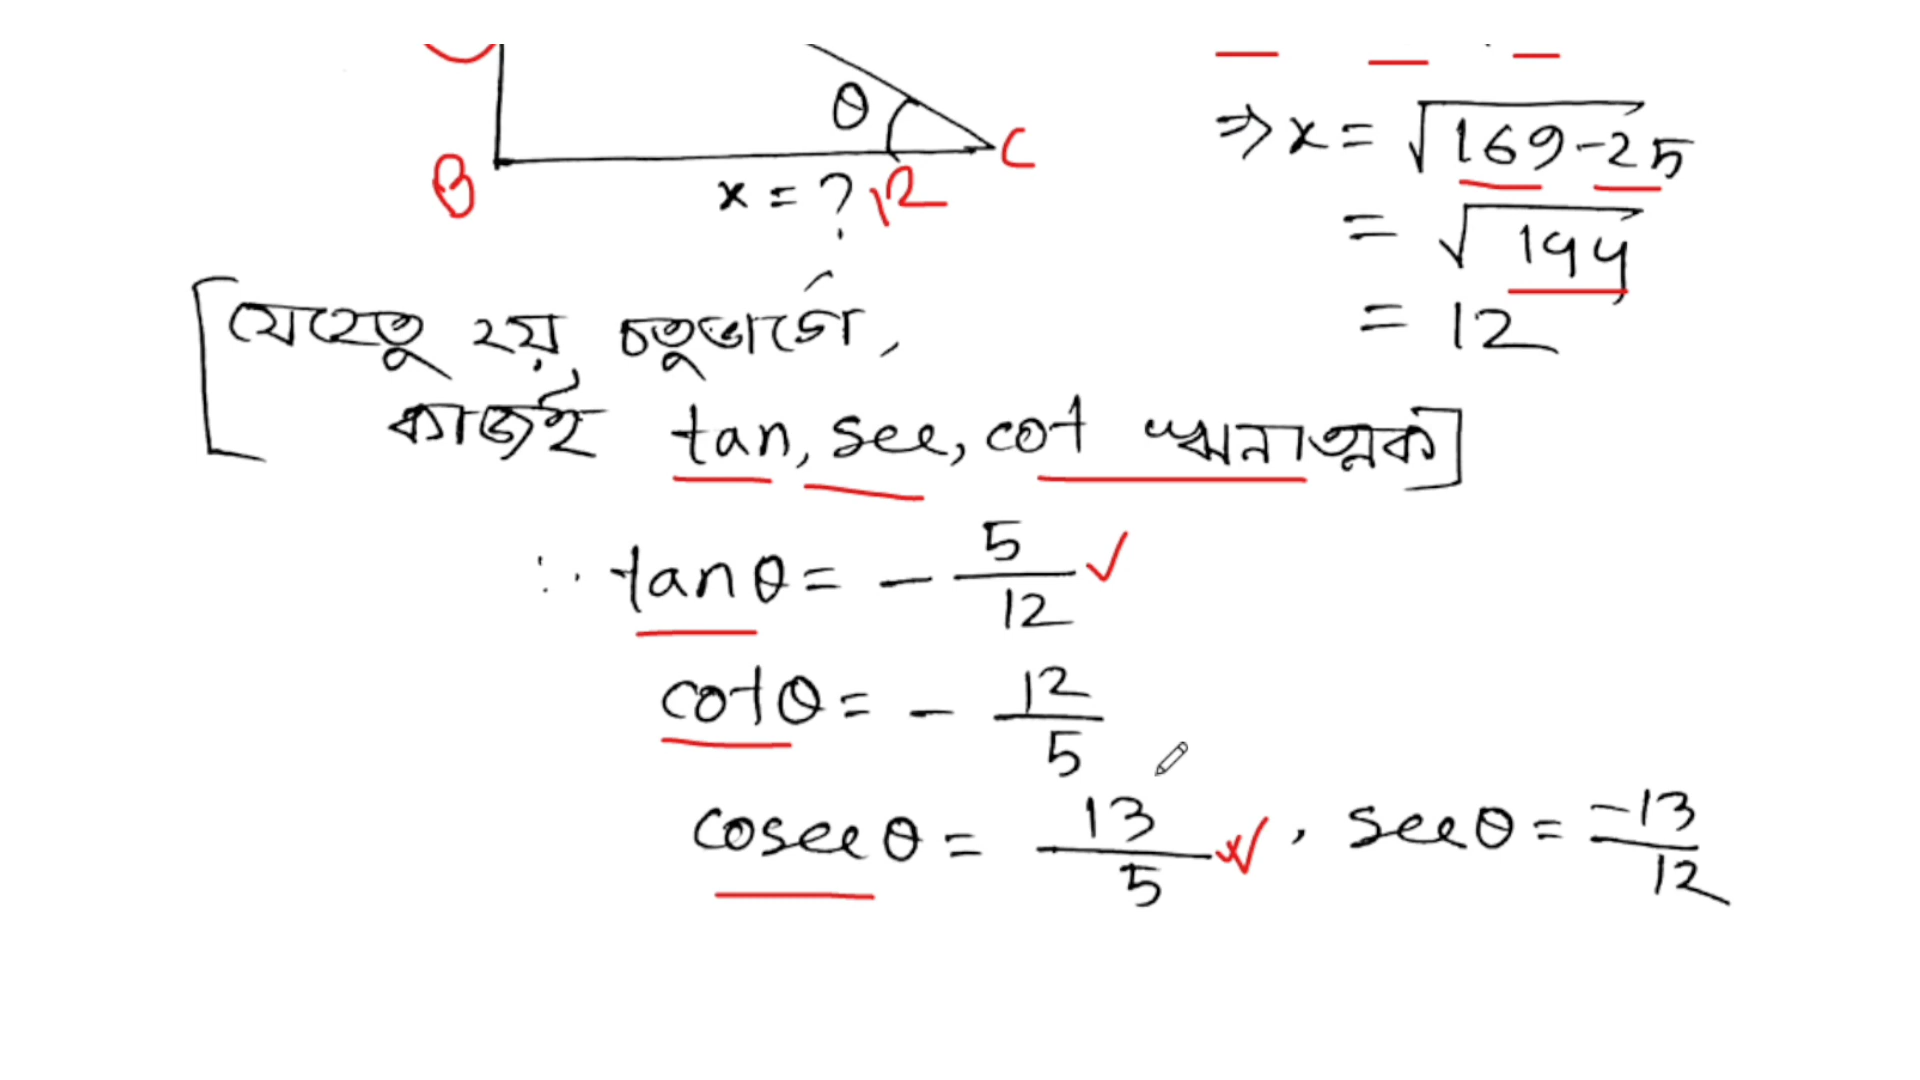 θ
B
C
x = ? 12
⇒ x = √169-25
= √144
= 12
[যেহেতু ২য় চতুর্ভাগে,
কাজেই tan, sec, cot ঋনাত্মক]
∴ tanθ = - 5/12 ✓
cotθ = - 12/5
cosecθ = 13/5 ✓, secθ = -13/12